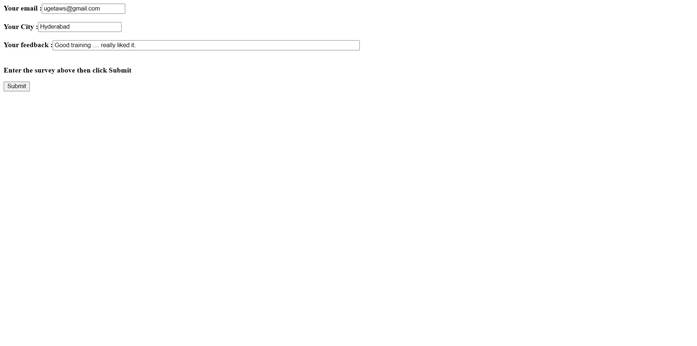 Your email : ugetaws@gmail.com
Your City : Hyderabad
Your feedback : Good training … really liked it.
Enter the survey above then click Submit
Submit